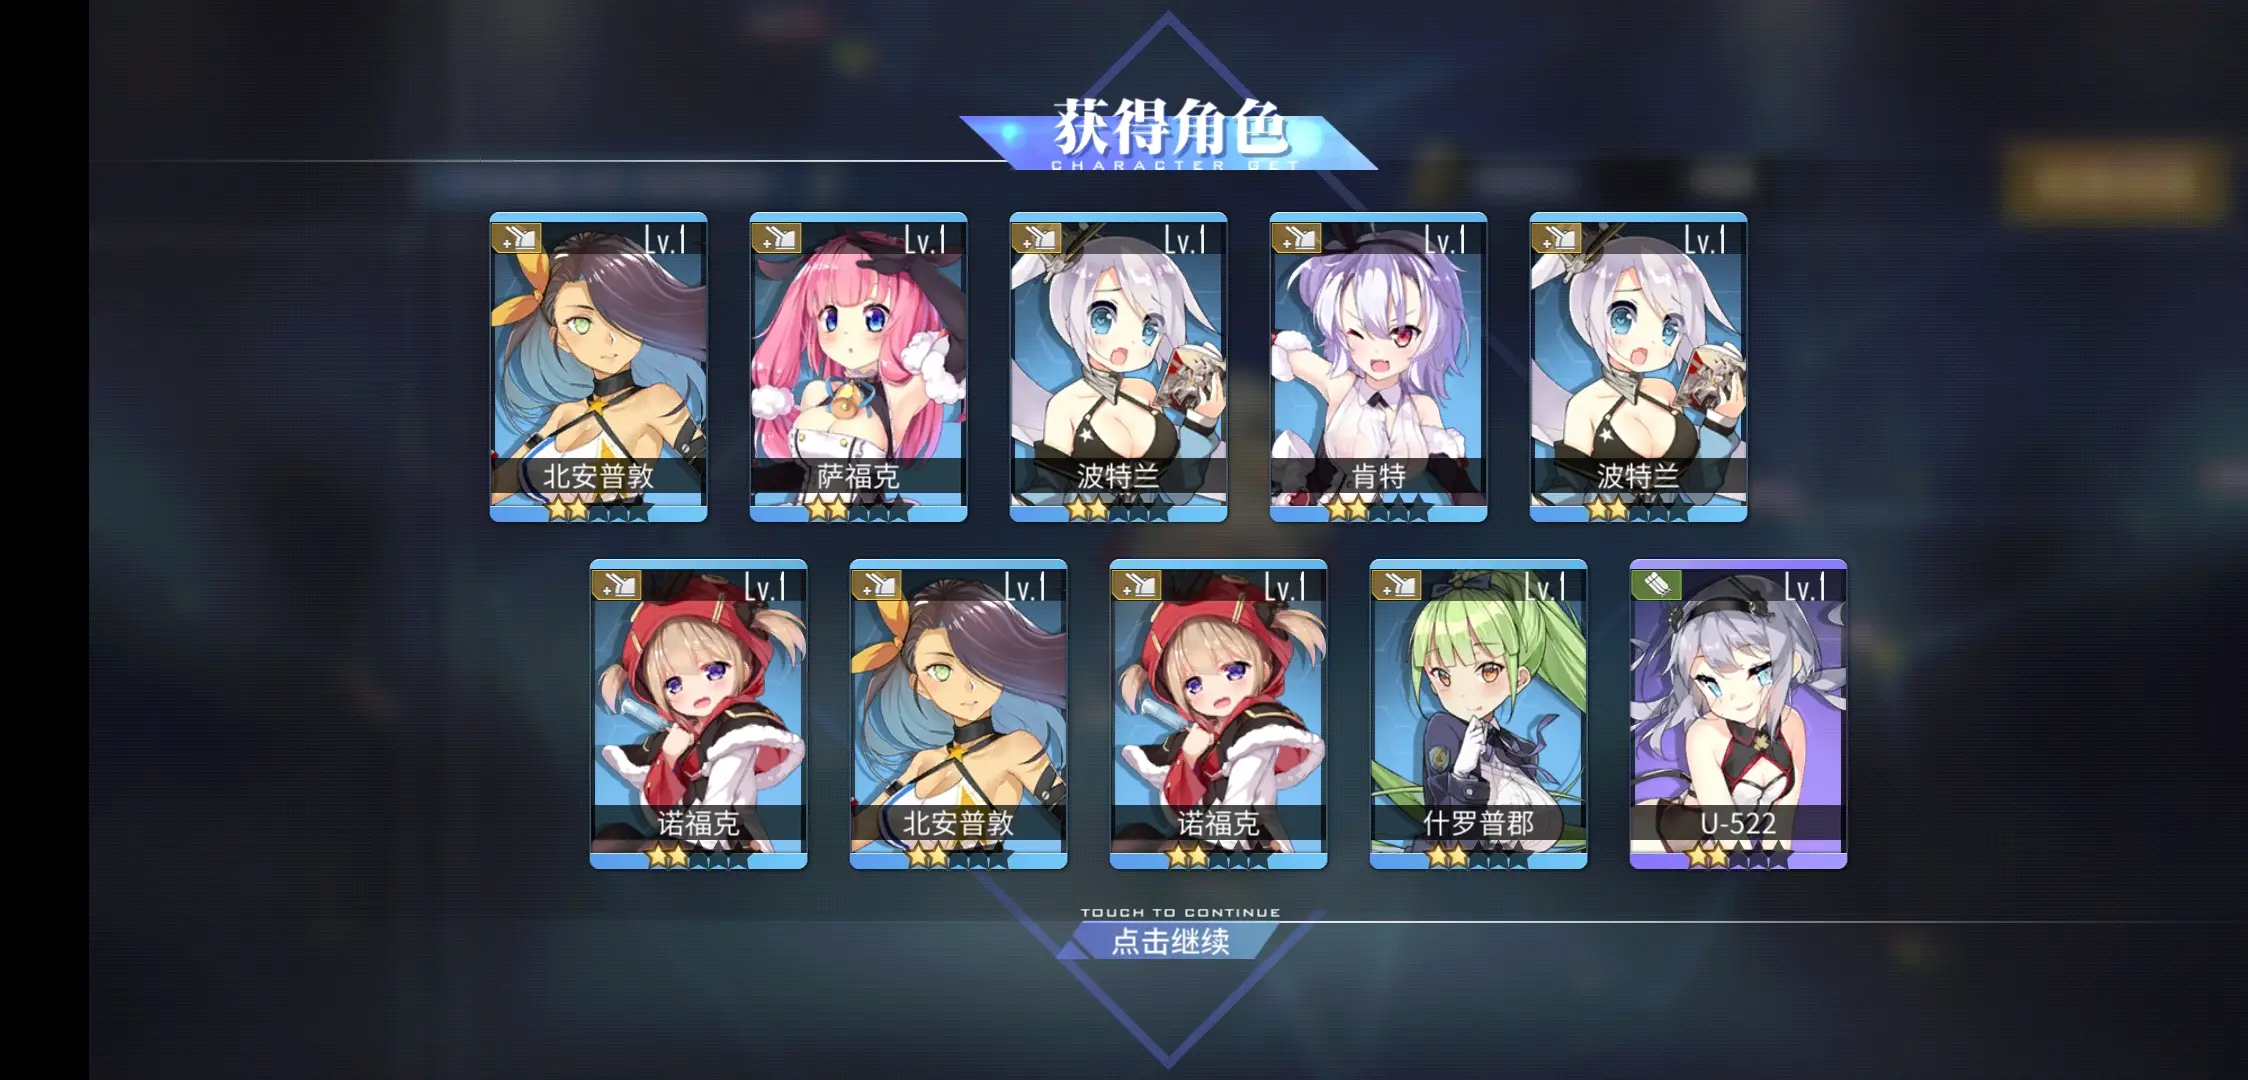 获得角色
CHARACTER GET
Lv.1
Lv.1
Lv.1
Lv.1
Lv.1
北安普敦
萨福克
波特兰
肯特
波特兰
Lv.1
Lv.1
Lv.1
Lv.1
Lv.1
诺福克
北安普敦
诺福克
什罗普郡
U-522
TOUCH TO CONTINUE
点击继续